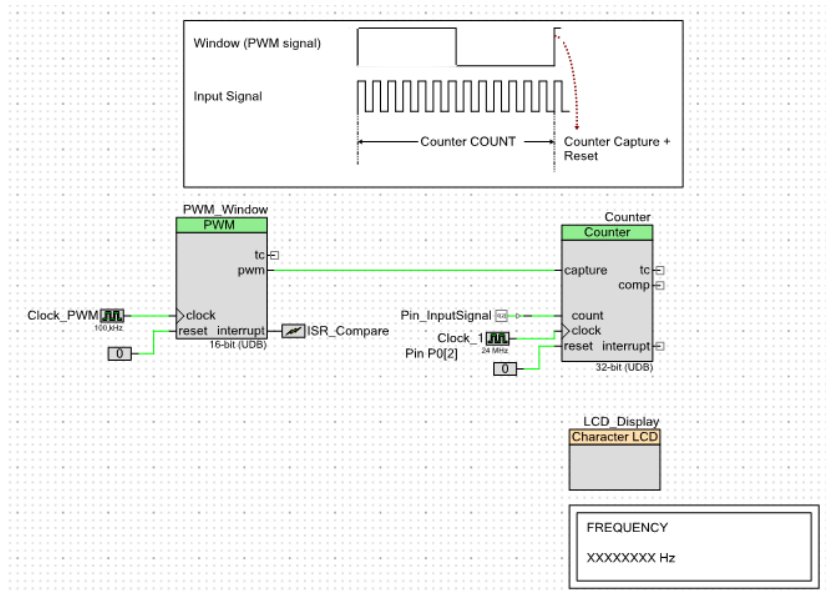 Window (PWM signal)
Input Signal
Counter COUNT
Counter Capture +
Reset
PWM_Window
PWM
tc
pwm
Clock_PWM
100 kHz
clock
reset interrupt
0
16-bit (UDB)
ISR_Compare
Counter
Counter
capture tc
comp
Pin_InputSignal
count
Clock_1
24 MHz
clock
Pin P0[2]
reset interrupt
0
32-bit (UDB)
LCD_Display
Character LCD
FREQUENCY
XXXXXXXX Hz